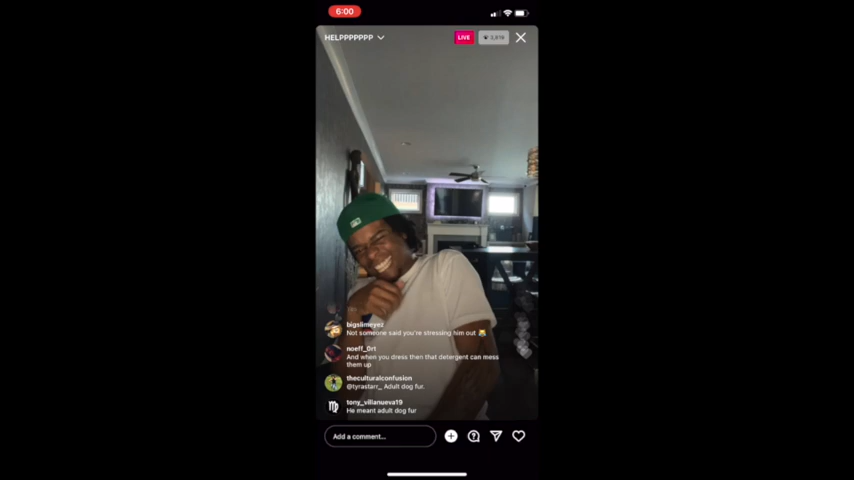 6:00
HELPPPPPPP
LIVE
bigslimeyez
Not someone said you're stressing him out 😹
noeff_0rt
And when you dress then that detergent can mess
them up
theculturalconfusion
@tyrastarr_ Adult dog fur.
tony_villanueva19
He meant adult dog fur
Add a comment...